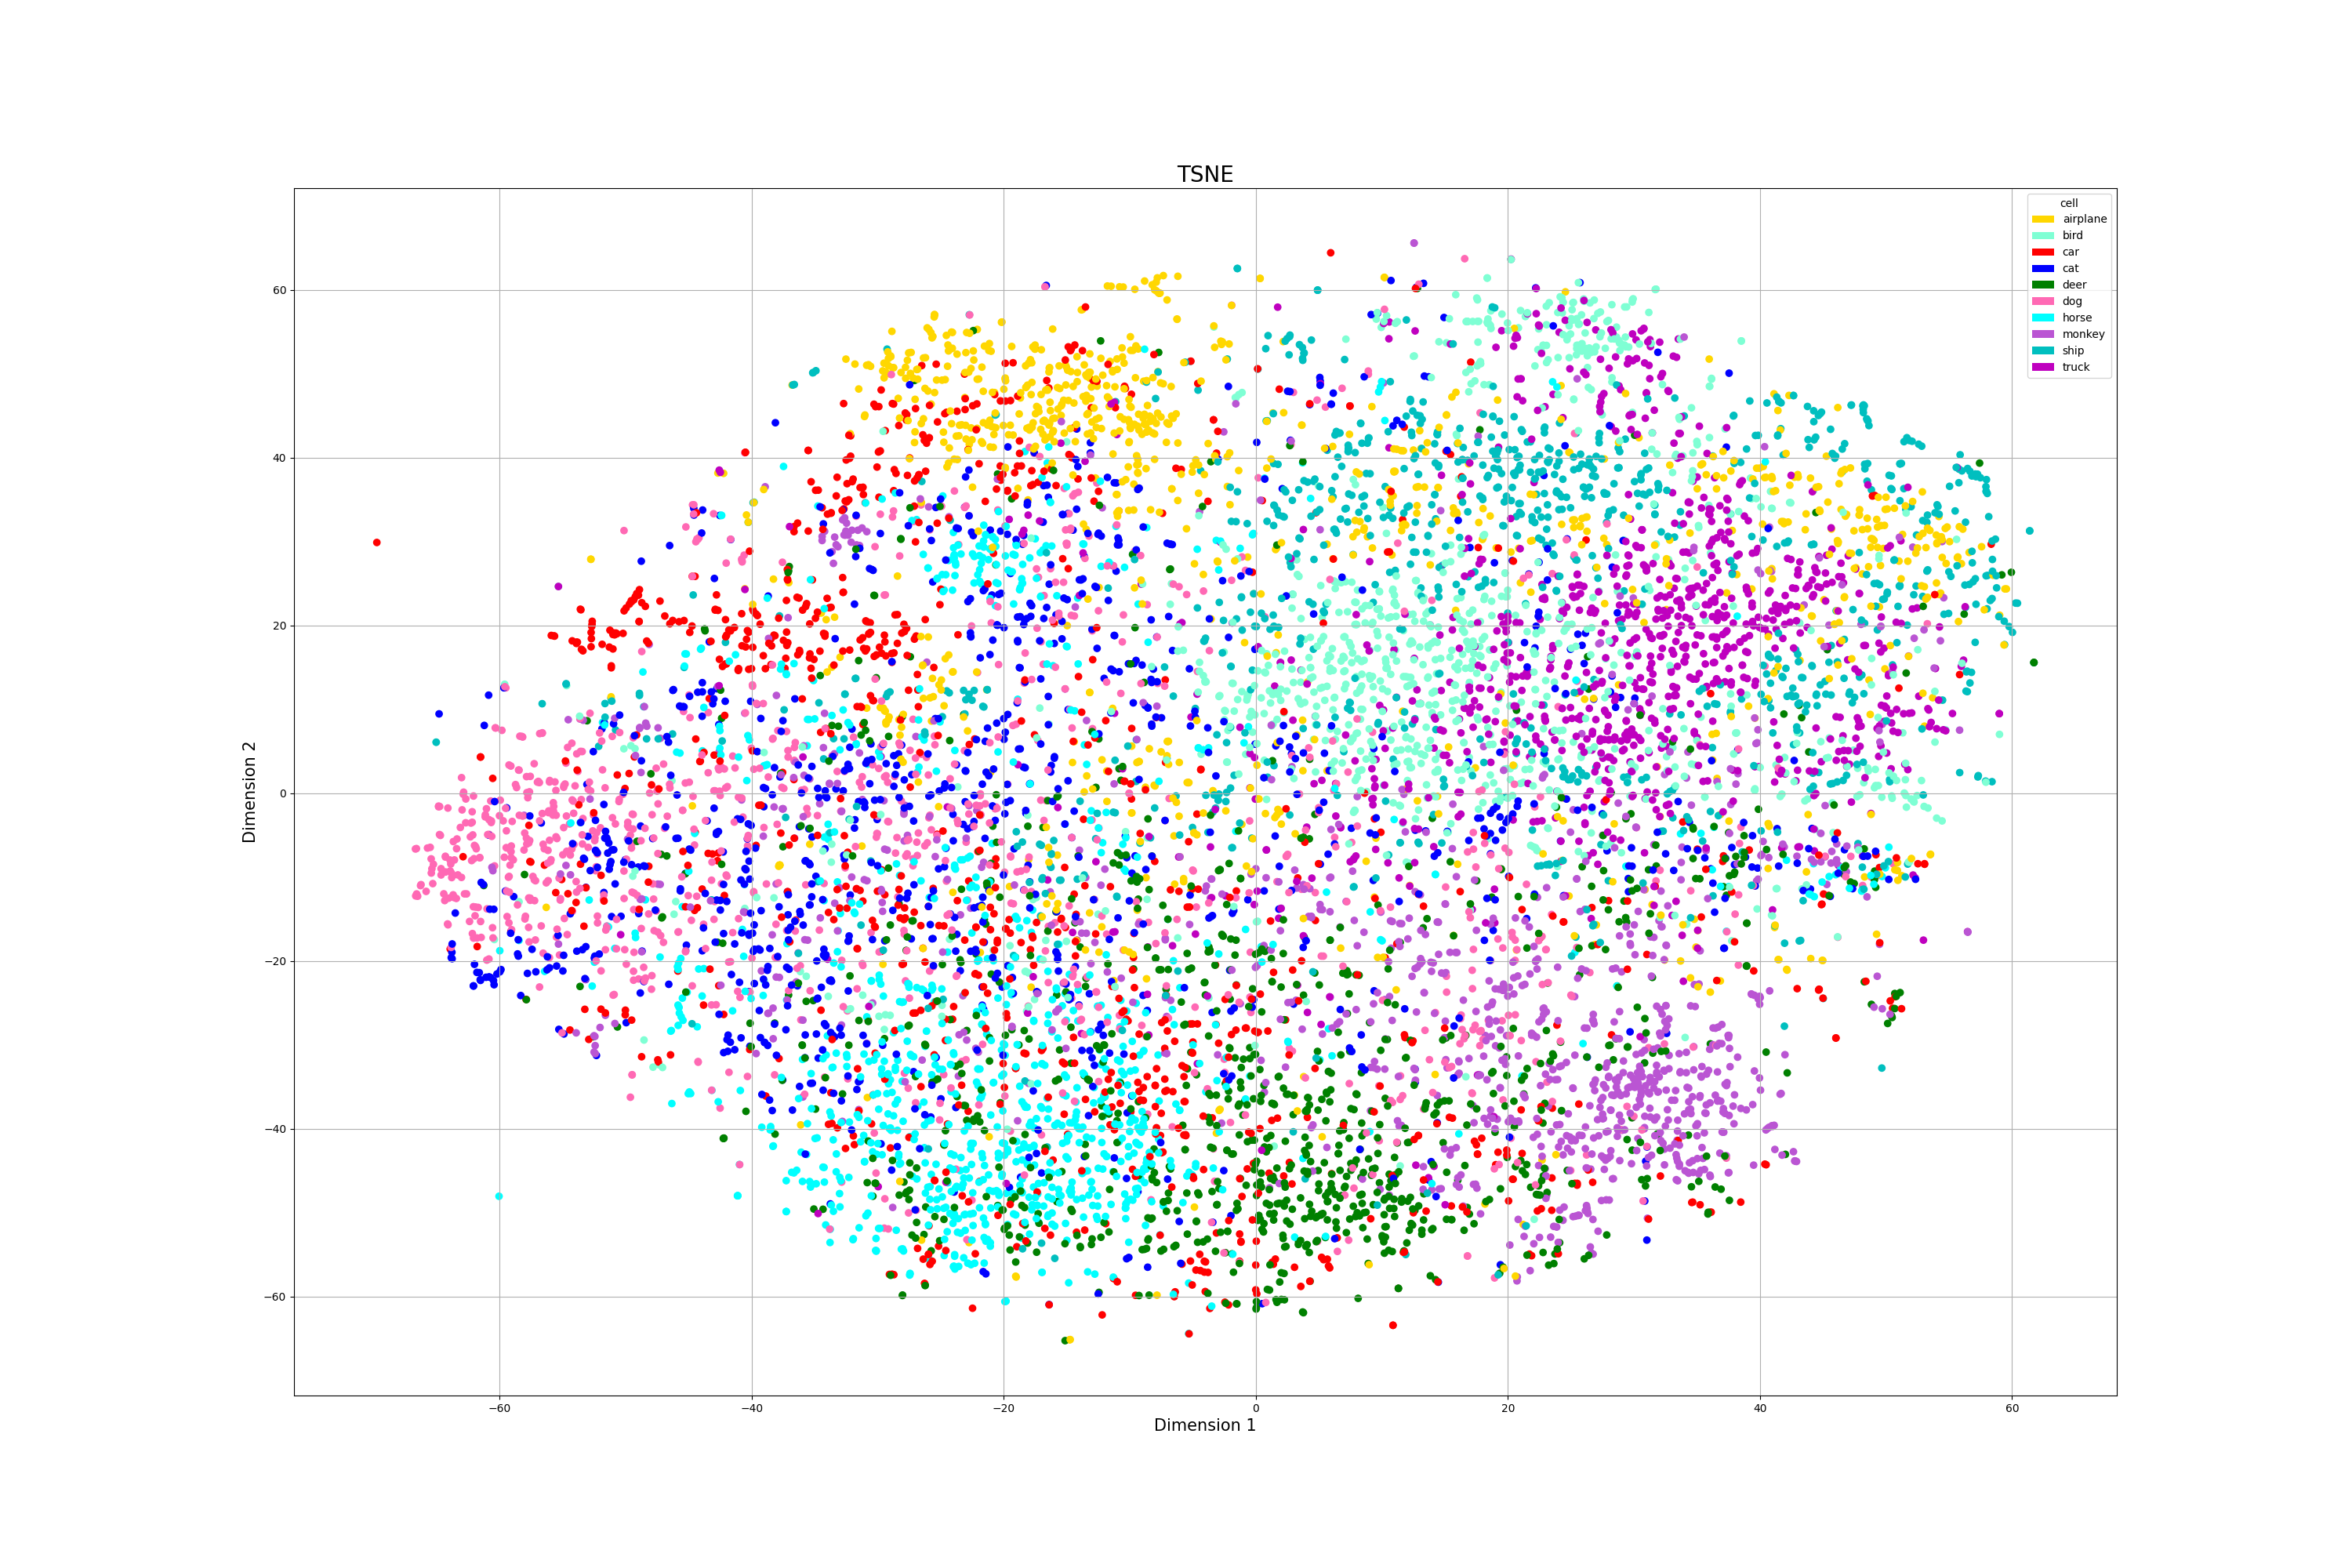 TSNE
cell
airplane
bird
car
cat
deer
dog
horse
monkey
ship
truck
60
40
20
0
−20
−40
−60
Dimension 2
−60 −40 −20 0 20 40 60
Dimension 1